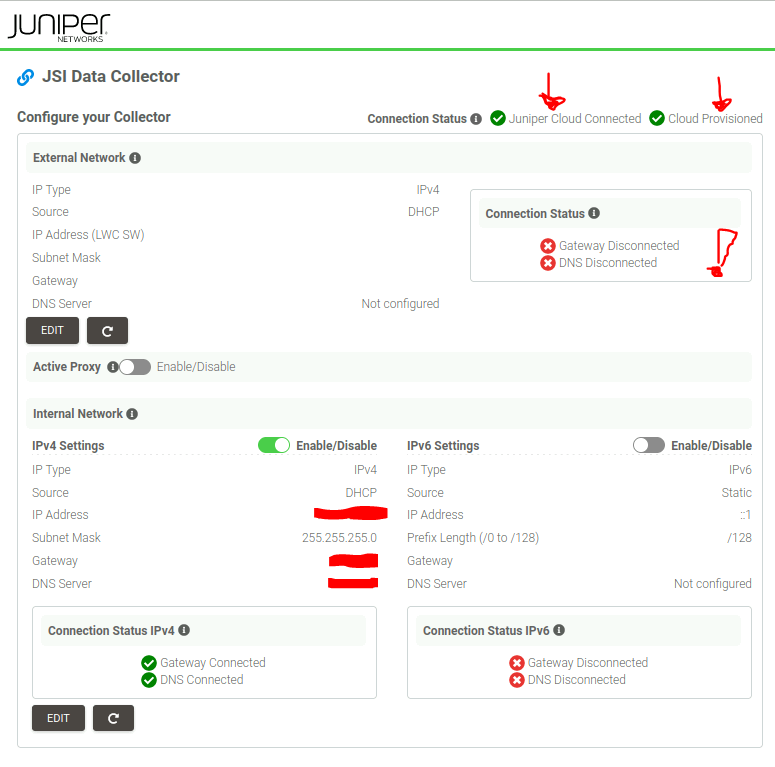 JUNIPER
NETWORKS
JSI Data Collector
Configure your Collector
Connection Status Juniper Cloud Connected Cloud Provisioned
External Network
IP Type IPv4
Source DHCP
IP Address (LWC SW)
Subnet Mask
Gateway
DNS Server Not configured
Connection Status
Gateway Disconnected
DNS Disconnected
EDIT
Active Proxy Enable/Disable
Internal Network
IPv4 Settings Enable/Disable
IP Type IPv4
Source DHCP
IP Address
Subnet Mask 255.255.255.0
Gateway
DNS Server
Connection Status IPv4
Gateway Connected
DNS Connected
EDIT
IPv6 Settings Enable/Disable
IP Type IPv6
Source Static
IP Address ::1
Prefix Length (/0 to /128) /128
Gateway
DNS Server Not configured
Connection Status IPv6
Gateway Disconnected
DNS Disconnected